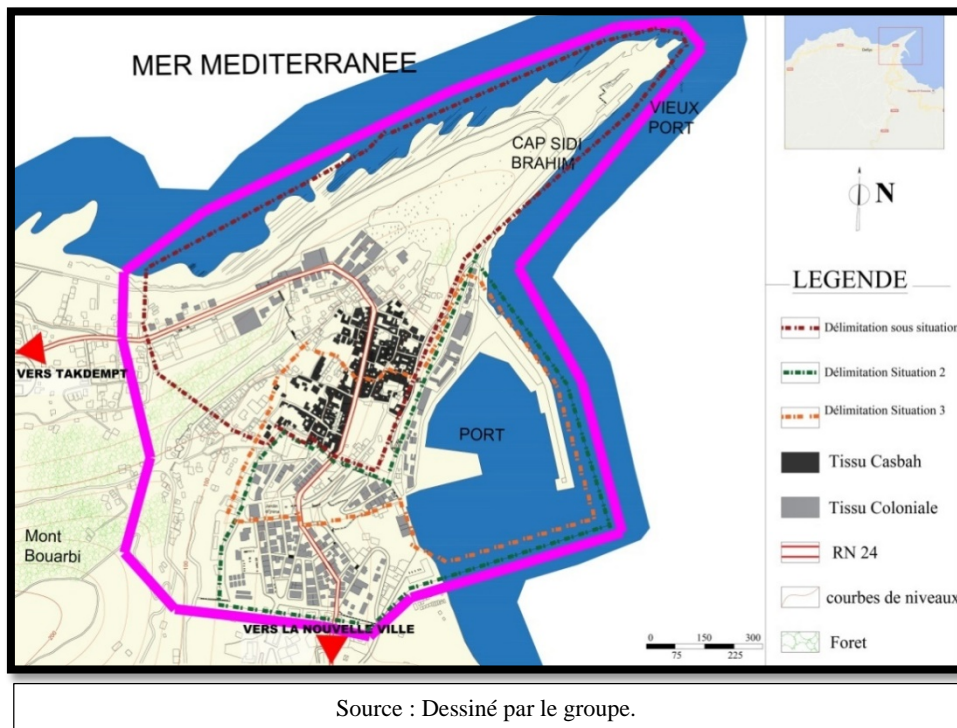 MER MEDITERRANEE
VIEUX
PORT
CAP SIDI
BRAHIM
N
VERS TAKDEMPT
PORT
Mont
Bouarbi
VERS LA NOUVELLE VILLE
0 150 300
75 225
LEGENDE
Délimitation sous situation
Délimitation Situation 2
Délimitation Situation 3
Tissu Casbah
Tissu Coloniale
RN 24
courbes de niveaux
Foret
Source : Dessiné par le groupe.